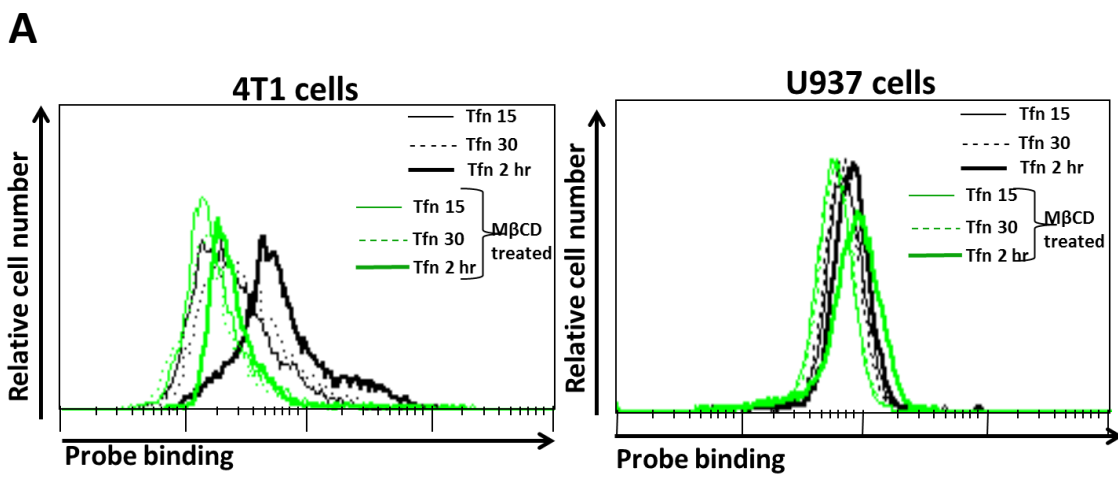 A
4T1 cells
Relative cell number
Tfn 15
Tfn 30
Tfn 2 hr
Tfn 15
Tfn 30
Tfn 2 hr
MβCD
treated
Probe binding
U937 cells
Relative cell number
Tfn 15
Tfn 30
Tfn 2 hr
Tfn 15
Tfn 30
Tfn 2 hr
MβCD
treated
Probe binding